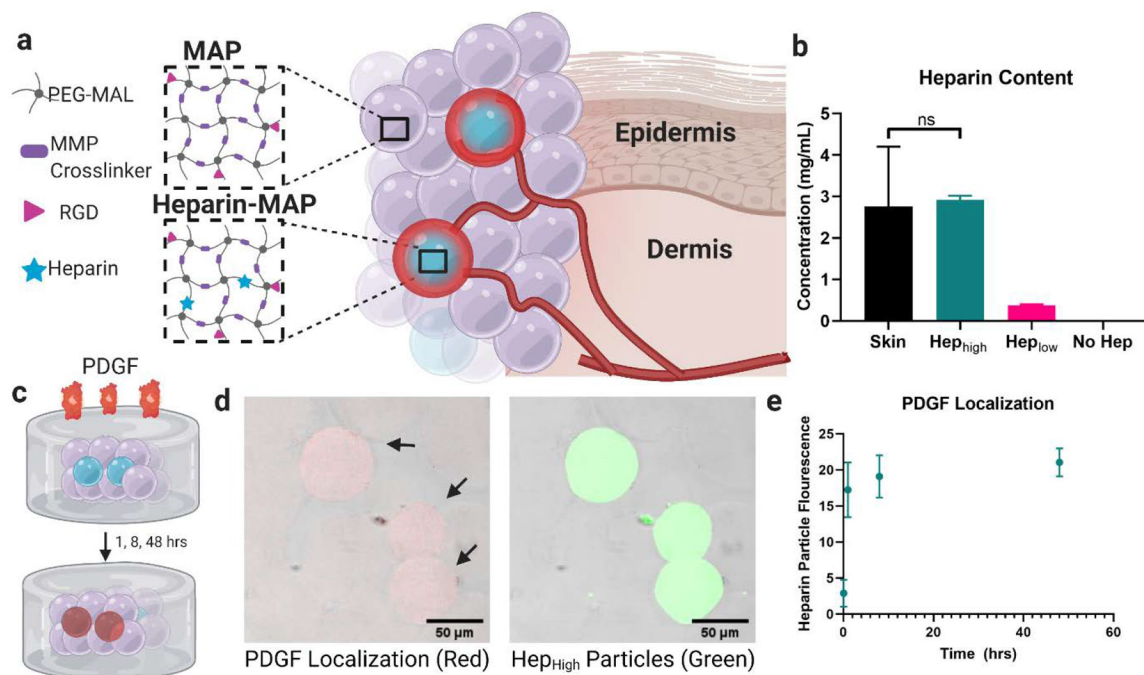 a
MAP
PEG-MAL
MMP
Crosslinker
RGD
Heparin
Heparin-MAP
Epidermis
Dermis
b
Heparin Content
Concentration (mg/mL)
5
4
3
2
1
0
ns
Skin
Hephigh
Heplow
No Hep
c
PDGF
1, 8, 48 hrs
d
50 μm
50 μm
PDGF Localization (Red)
HepHigh Particles (Green)
e
PDGF Localization
Heparin Particle Flourescence
25
20
15
10
5
0
0
20
40
60
Time (hrs)